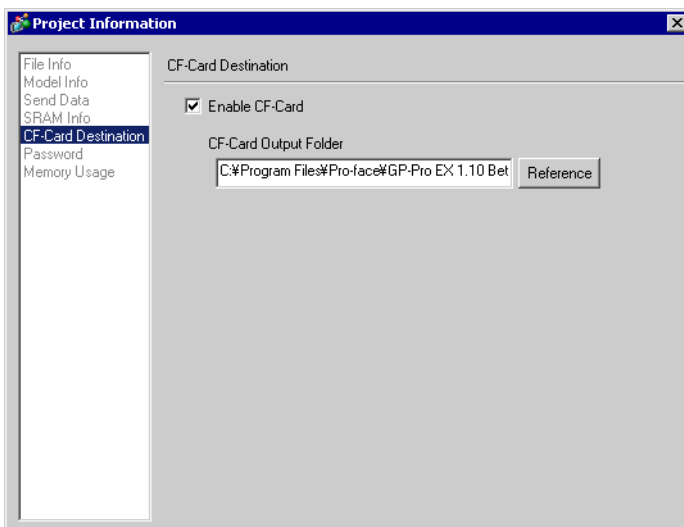 Project Information
File Info
Model Info
Send Data
SRAM Info
CF-Card Destination
Password
Memory Usage
CF-Card Destination
Enable CF-Card
CF-Card Output Folder
C:¥Program Files¥Pro-face¥GP-Pro EX 1.10 Bet
Reference